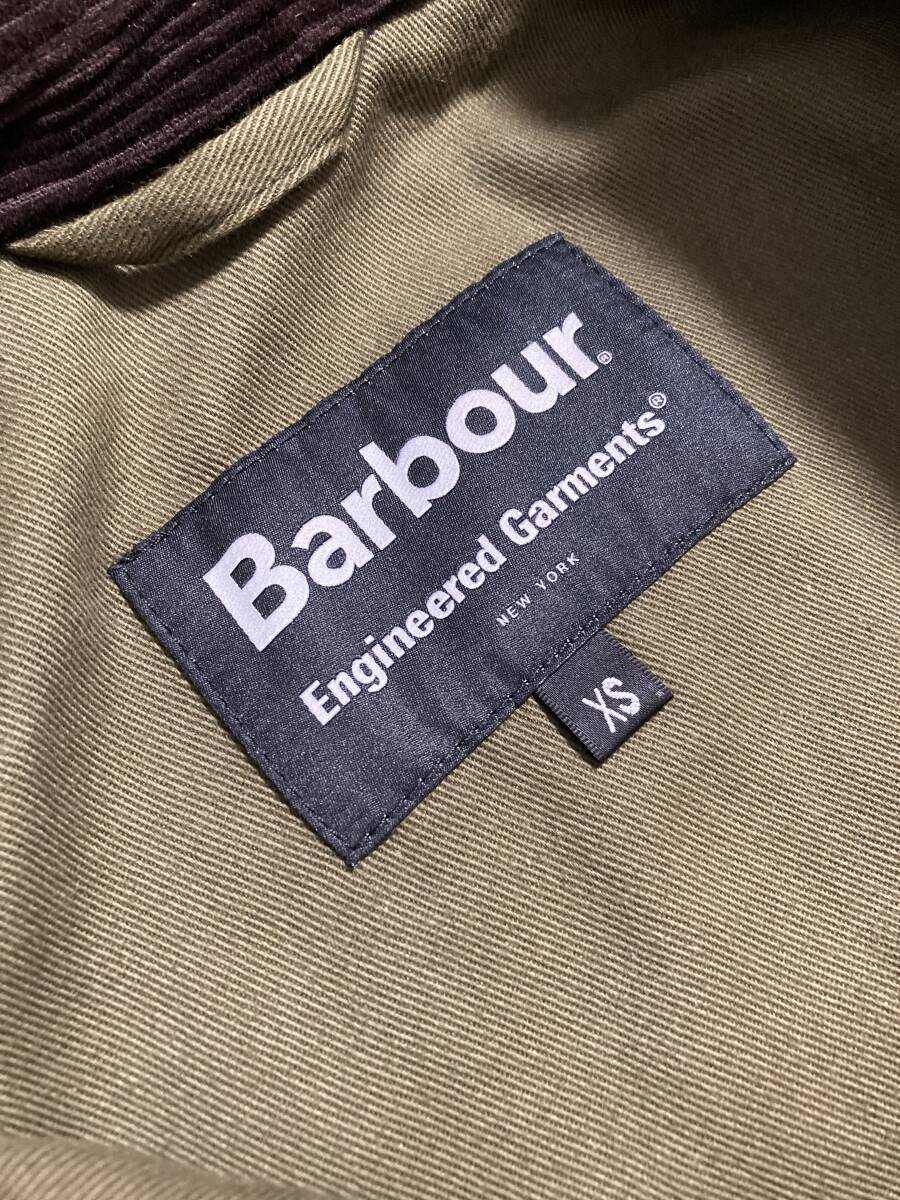 Barbour®
Engineered Garments®
NEW YORK
XS